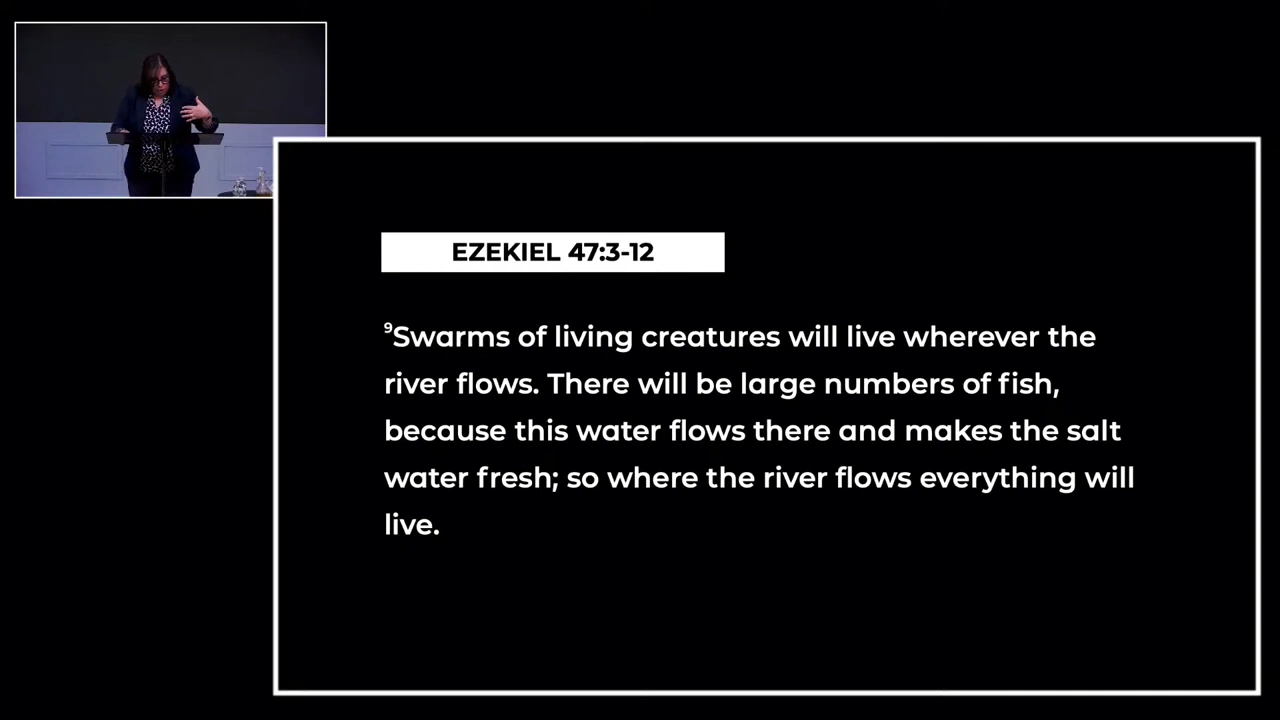 EZEKIEL 47:3-12
⁹Swarms of living creatures will live wherever the
river flows. There will be large numbers of fish,
because this water flows there and makes the salt
water fresh; so where the river flows everything will
live.